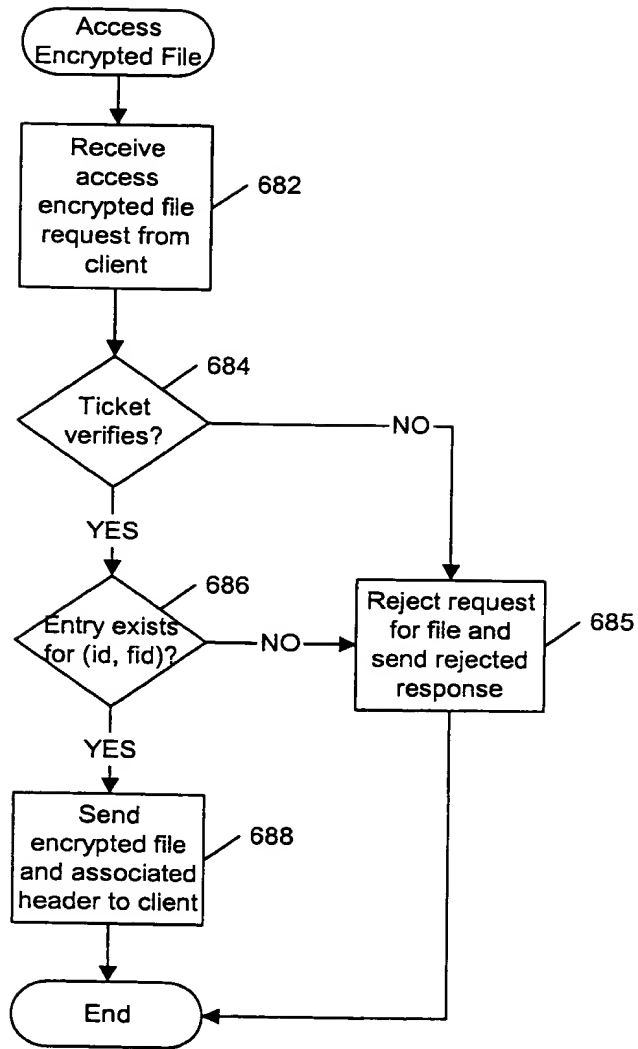 Access
Encrypted File
Receive
access
encrypted file
request from
client
682
684
Ticket
verifies?
NO
YES
686
Entry exists
for (id, fid)?
NO
Reject request
for file and
send rejected
response
685
YES
Send
encrypted file
and associated
header to client
688
End